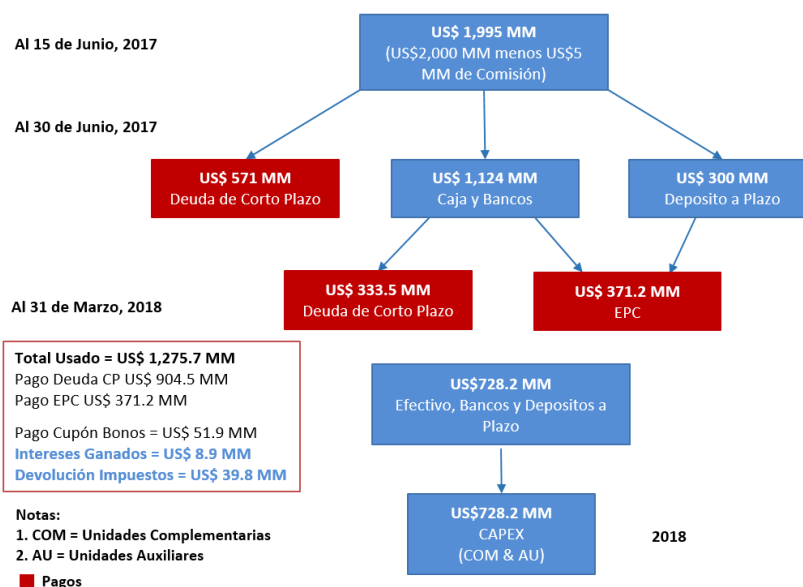 Al 15 de Junio, 2017
US$ 1,995 MM
(US$2,000 MM menos US$5
MM de Comisión)
Al 30 de Junio, 2017
US$ 571 MM
Deuda de Corto Plazo
US$ 1,124 MM
Caja y Bancos
US$ 300 MM
Deposito a Plazo
Al 31 de Marzo, 2018
US$ 333.5 MM
Deuda de Corto Plazo
US$ 371.2 MM
EPC
Total Usado = US$ 1,275.7 MM
Pago Deuda CP US$ 904.5 MM
Pago EPC US$ 371.2 MM
Pago Cupón Bonos = US$ 51.9 MM
Intereses Ganados = US$ 8.9 MM
Devolución Impuestos = US$ 39.8 MM
US$728.2 MM
Efectivo, Bancos y Depositos a
Plazo
US$728.2 MM
CAPEX
(COM & AU)
2018
Notas:
1. COM = Unidades Complementarias
2. AU = Unidades Auxiliares
Pagos